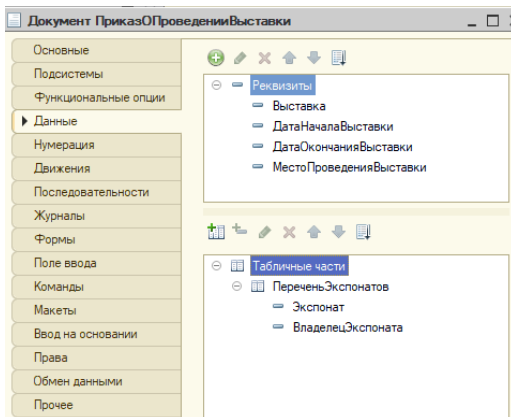 Документ ПриказОПроведенииВыставки
Основные
Подсистемы
Функциональные опции
Данные
Нумерация
Движения
Последовательности
Журналы
Формы
Поле ввода
Команды
Макеты
Ввод на основании
Права
Обмен данными
Прочее
Реквизиты
Выставка
ДатаНачалаВыставки
ДатаОкончанияВыставки
МестоПроведенияВыставки
Табличные части
ПереченьЭкспонатов
Экспонат
ВладелецЭкспоната